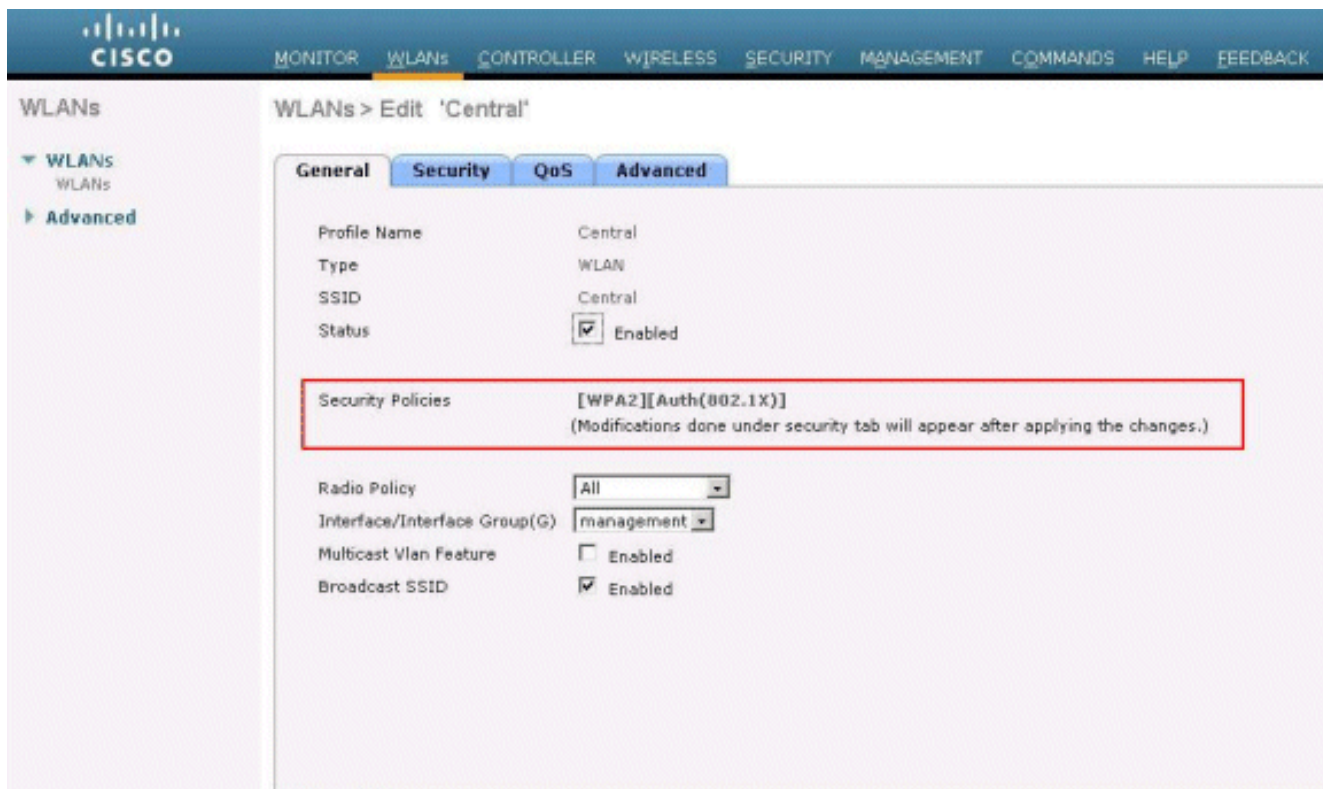 CISCO
MONITOR WLANs CONTROLLER WIRELESS SECURITY MANAGEMENT COMMANDS HELP FEEDBACK
WLANs
WLANs
WLANs
Advanced
WLANs > Edit 'Central'
General Security QoS Advanced
Profile Name Central
Type WLAN
SSID Central
Status Enabled
Security Policies [WPA2][Auth(802.1X)]
(Modifications done under security tab will appear after applying the changes.)
Radio Policy All
Interface/Interface Group(G) management
Multicast Vlan Feature Enabled
Broadcast SSID Enabled